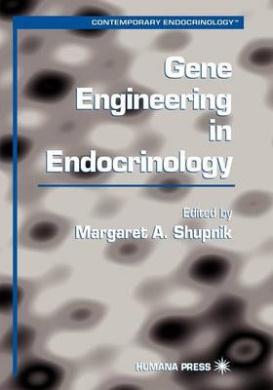 CONTEMPORARY ENDOCRINOLOGY™
Gene
Engineering
in
Endocrinology
Edited by
Margaret A. Shupnik
HUMANA PRESS